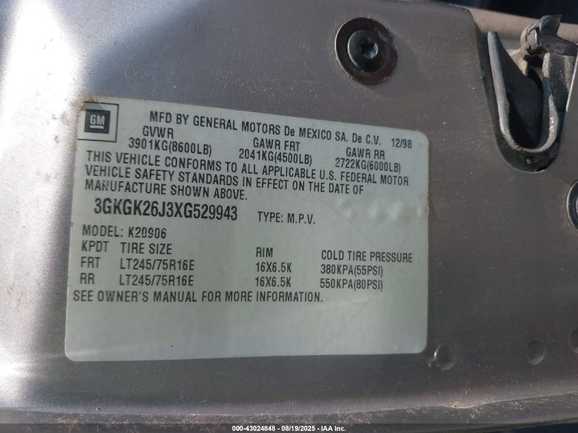 GM
MFD BY GENERAL MOTORS De MEXICO SA. De C.V. 12/98
GVWR GAWR FRT GAWR RR
3901KG(8600LB) 2041KG(4500LB) 2722KG(6000LB)
THIS VEHICLE CONFORMS TO ALL APPLICABLE U.S. FEDERAL MOTOR
VEHICLE SAFETY STANDARDS IN EFFECT ON THE DATE OF
MANUFACTURE SHOWN ABOVE.
3GKGK26J3XG529943 TYPE: M.P.V.
MODEL: K20906
KPDT TIRE SIZE RIM COLD TIRE PRESSURE
FRT LT245/75R16E 16X6.5K 380KPA(55PSI)
RR LT245/75R16E 16X6.5K 550KPA(80PSI)
SEE OWNER'S MANUAL FOR MORE INFORMATION.
000-43024848 - 08/19/2025 - IAA Inc.